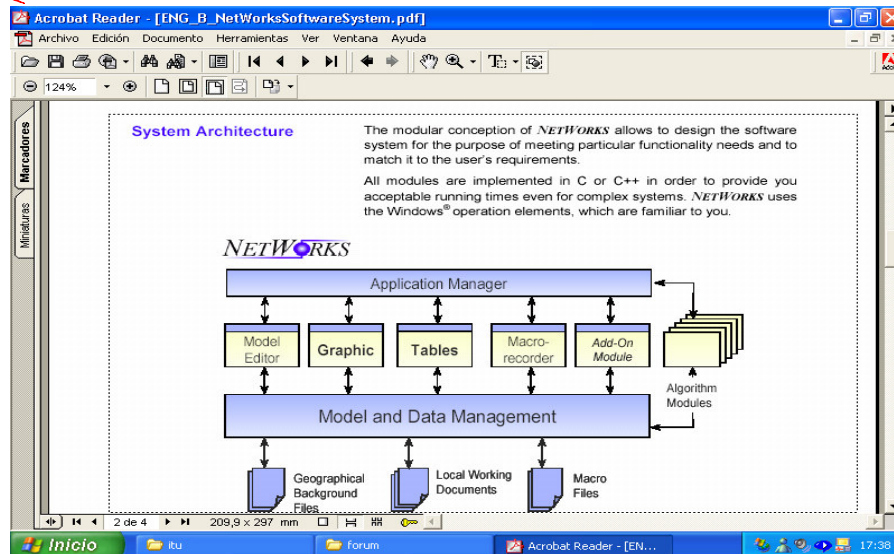 Acrobat Reader - [ENG_B_NetWorksSoftwareSystem.pdf]
Archivo Edición Documento Herramientas Ver Ventana Ayuda
124%
Marcadores
Miniaturas
System Architecture
The modular conception of NETWORKS allows to design the software
system for the purpose of meeting particular functionality needs and to
match it to the user's requirements.
All modules are implemented in C or C++ in order to provide you
acceptable running times even for complex systems. NETWORKS uses
the Windows® operation elements, which are familiar to you.
NETWORKS
Application Manager
Model
Editor
Graphic
Tables
Macro-
recorder
Add-On
Module
Algorithm
Modules
Model and Data Management
Geographical
Background
Files
Local Working
Documents
Macro
Files
2 de 4
209,9 x 297 mm
Inicio
itu
forum
Acrobat Reader - [EN...
17:38